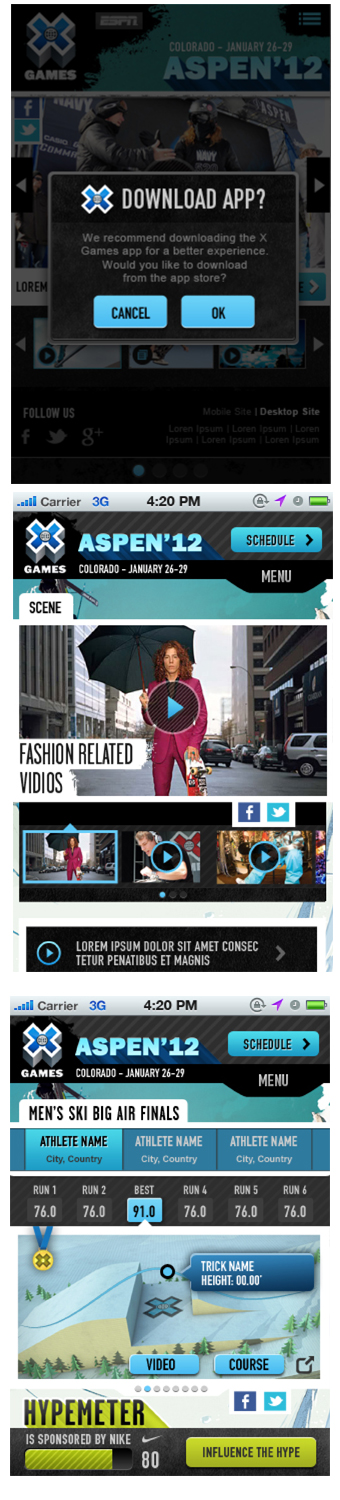 ESPN
X
GAMES
COLORADO - JANUARY 26-29
ASPEN'12
NAVY
ASPEN
NAVY
LOREM
E
X DOWNLOAD APP?
We recommend downloading the X
Games app for a better experience.
Would you like to download
from the app store?
CANCEL OK
FOLLOW US
Mobile Site | Desktop Site
f g+
Loren Ipsum | Loren Ipsum | Loren
Ipsum | Loren Ipsum | Loren Ipsum
Carrier 3G 4:20 PM
X
GAMES
ASPEN'12
SCHEDULE
COLORADO - JANUARY 26-29
MENU
SCENE
FASHION RELATED
VIDIOS
f
LOREM IPSUM DOLOR SIT AMET CONSEC
TETUR PENATIBUS ET MAGNIS
Carrier 3G 4:20 PM
X
GAMES
ASPEN'12
SCHEDULE
COLORADO - JANUARY 26-29
MENU
MEN'S SKI BIG AIR FINALS
ATHLETE NAME ATHLETE NAME ATHLETE NAME
City, Country City, Country City, Country
RUN 1 RUN 2 BEST RUN 4 RUN 5 RUN 6
76.0 76.0 91.0 76.0 76.0 76.0
TRICK NAME
HEIGHT: 00.00'
VIDEO COURSE
HYPEMETER
f
IS SPONSORED BY NIKE
80
INFLUENCE THE HYPE